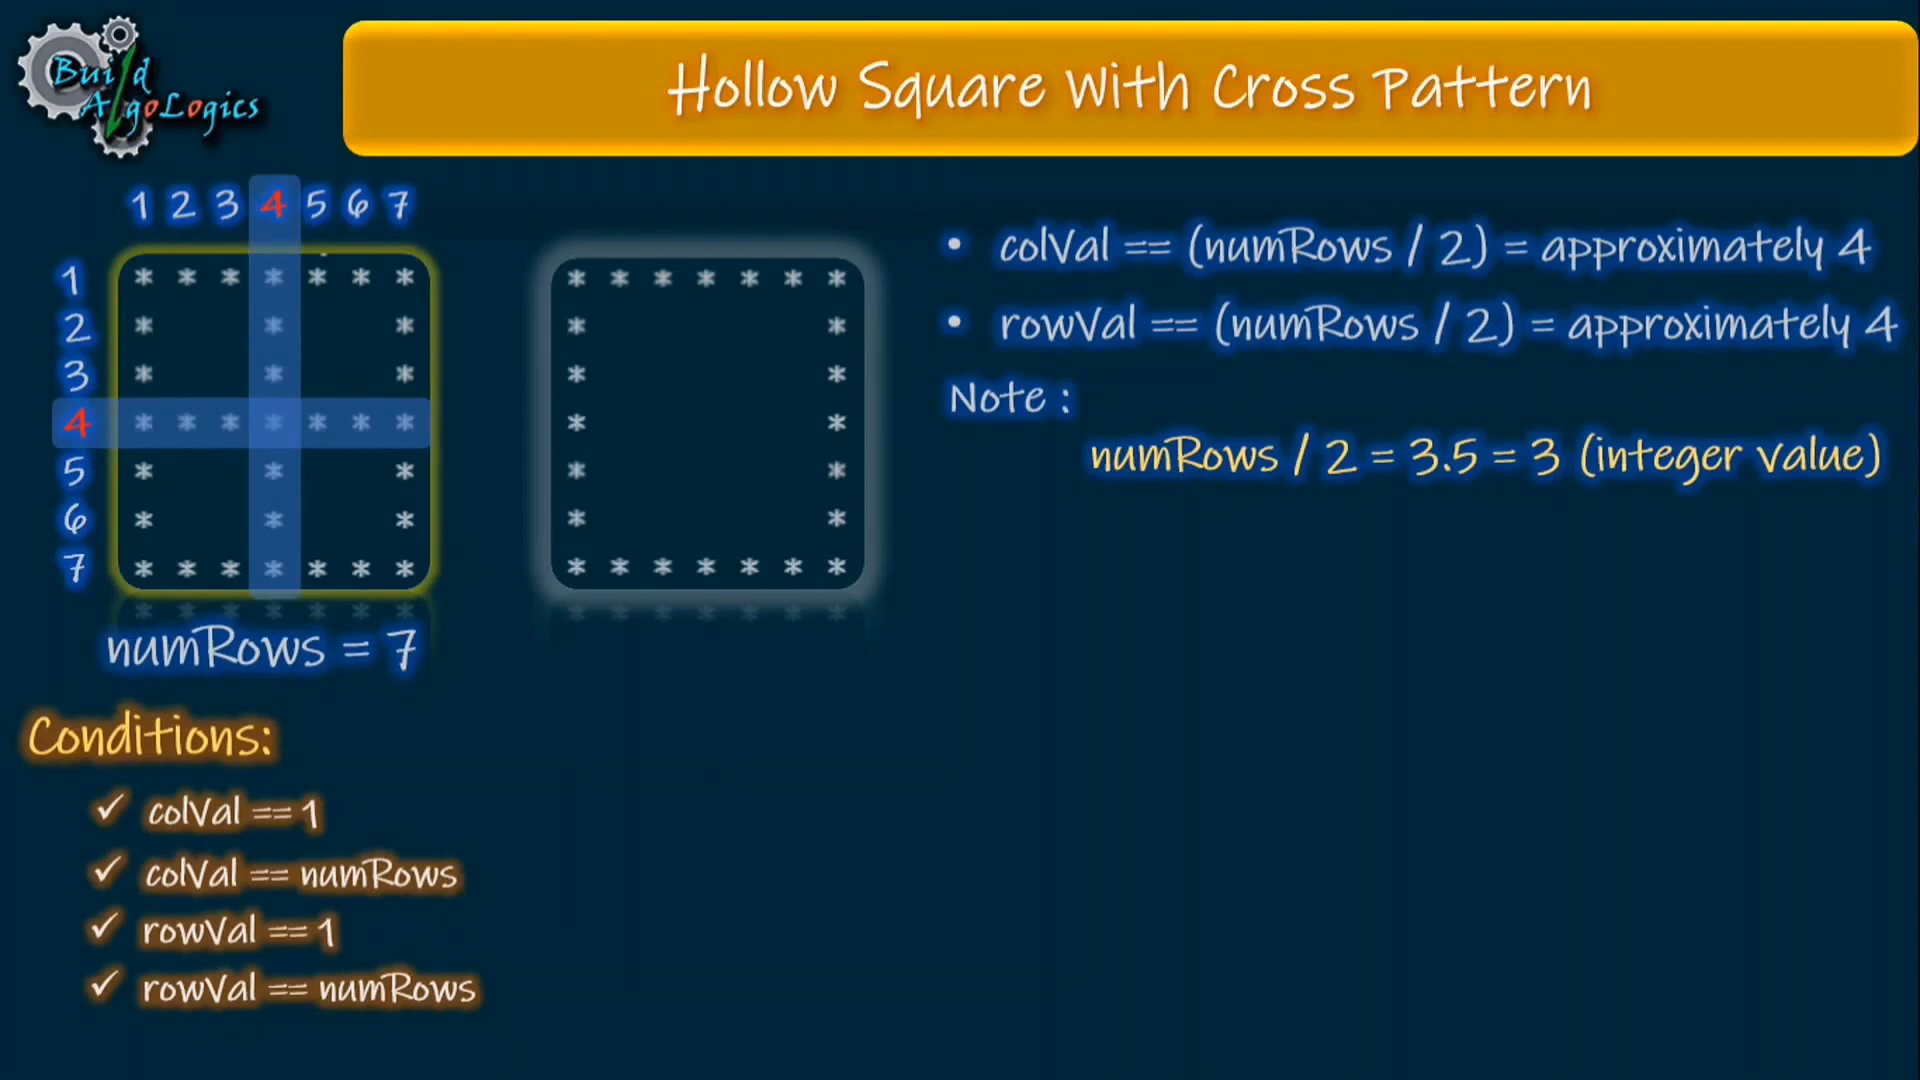 Build
AlgoLogics
Hollow Square With Cross Pattern
1 2 3 4 5 6 7
1 * * * * * * *
2 * * *
3 * * *
4 * * * * * * *
5 * * *
6 * * *
7 * * * * * * *
numRows = 7
* * * * * * *
* *
* *
* *
* *
* *
* * * * * * *
• colVal == (numRows / 2) = approximately 4
• rowVal == (numRows / 2) = approximately 4
Note :
numRows / 2 = 3.5 = 3 (integer value)
Conditions:
✓ colVal == 1
✓ colVal == numRows
✓ rowVal == 1
✓ rowVal == numRows